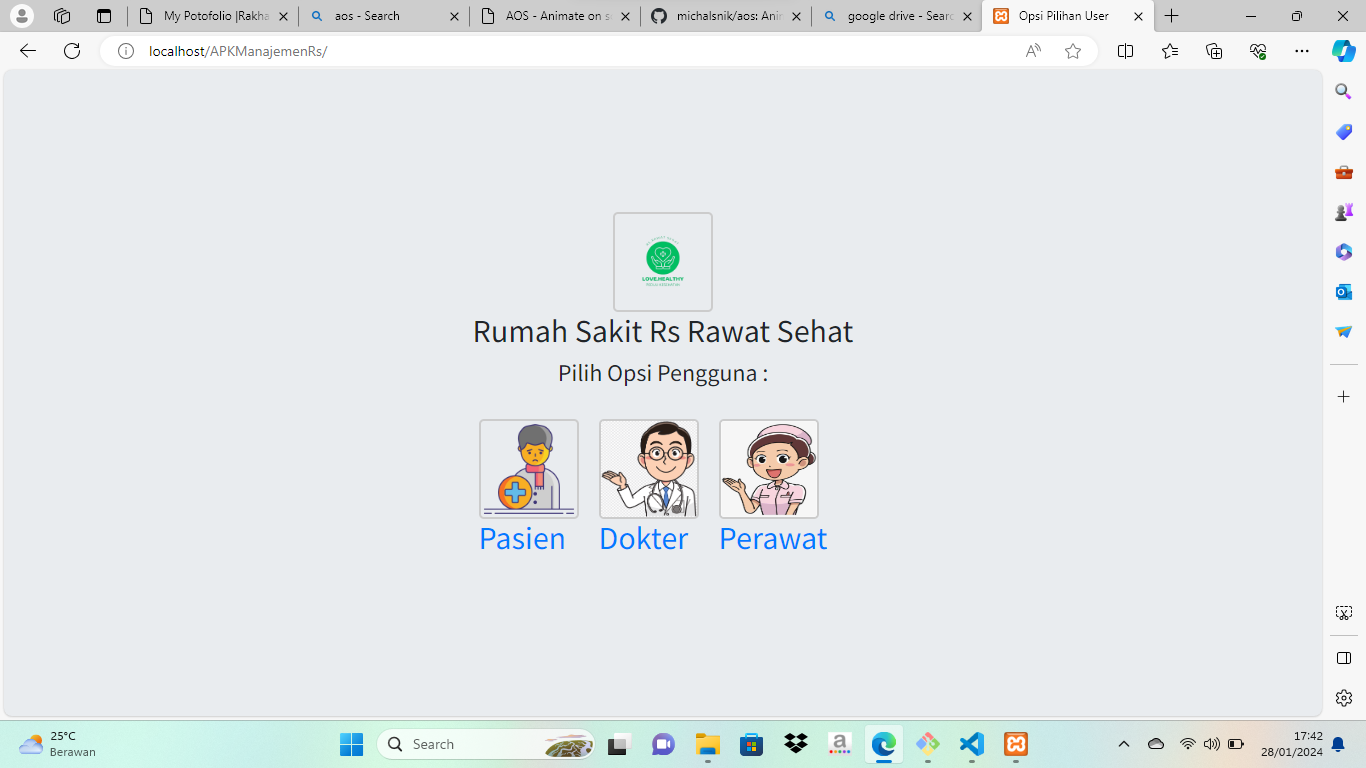 My Potofolio |Rakha
aos - Search
AOS - Animate on s
michalsnik/aos: Anir
google drive - Searc
Opsi Pilihan User
localhost/APKManajemenRs/
LOVE.HEALTHY
Rumah Sakit Rs Rawat Sehat
Pilih Opsi Pengguna :
Pasien
Dokter
Perawat
25°C
Berawan
Search
a
17:42
28/01/2024